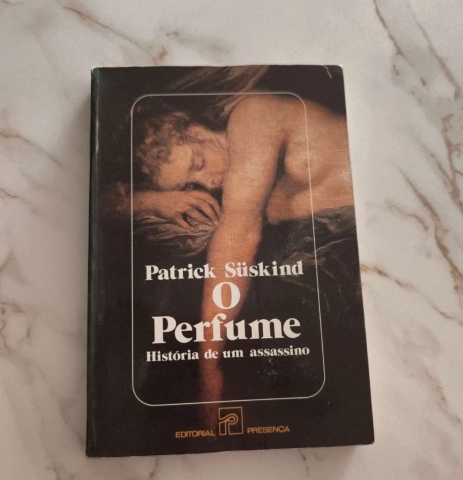 Patrick Süskind
O
Perfume
História de um assassino
EDITORIAL PRESENÇA